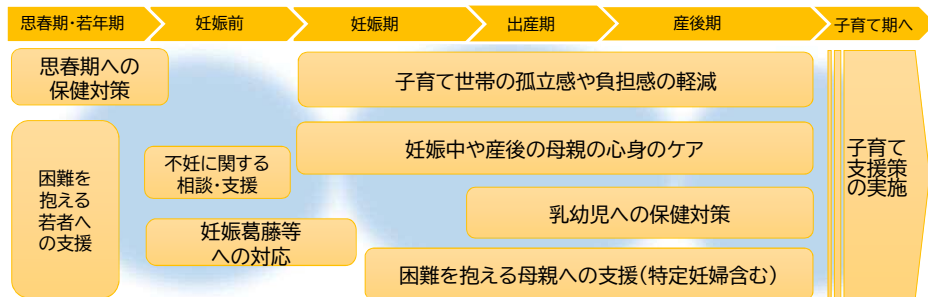 思春期・若年期
妊娠前
妊娠期
出産期
産後期
子育て期へ
思春期への
保健対策
子育て世帯の孤立感や負担感の軽減
妊娠中や産後の母親の心身のケア
困難を
抱える
若者へ
の支援
不妊に関する
相談・支援
乳幼児への保健対策
妊娠葛藤等
への対応
困難を抱える母親への支援(特定妊婦含む)
子育て
支援策
の実施